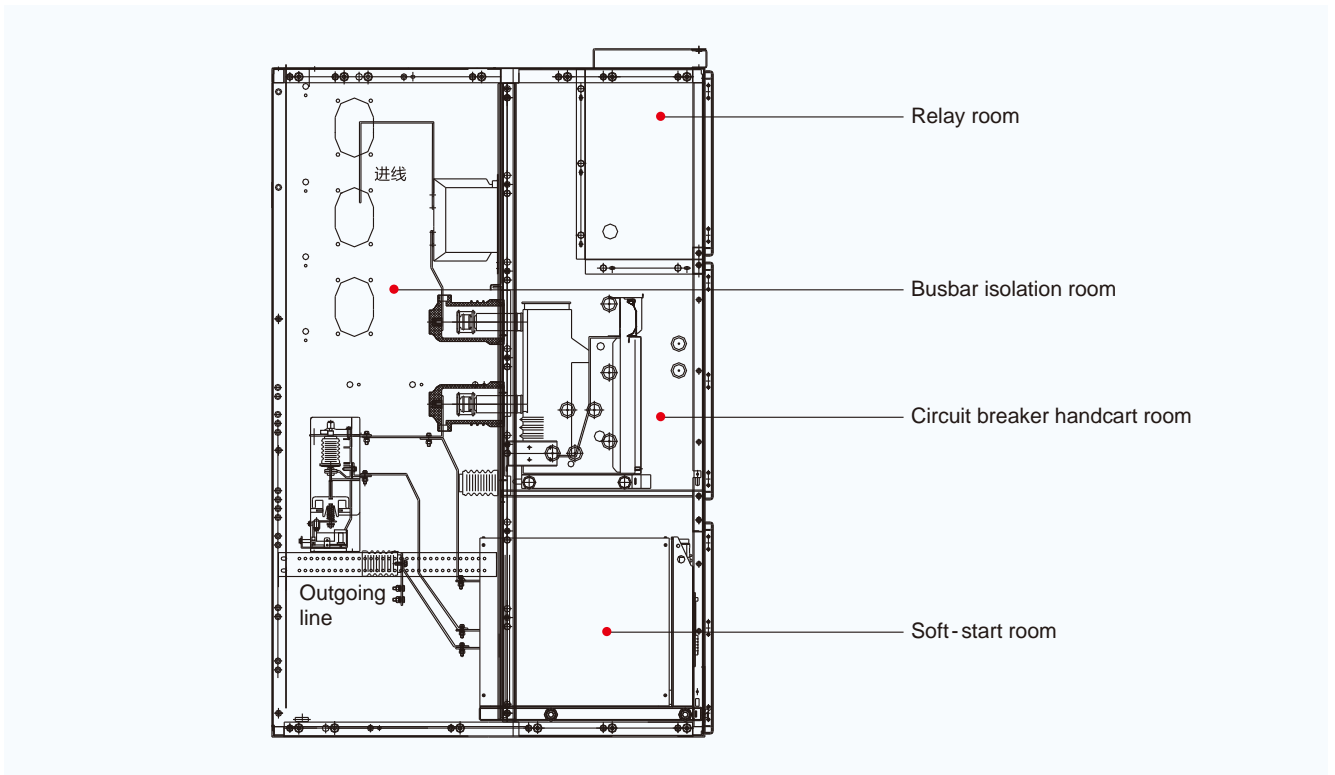 Relay room
进线
Busbar isolation room
Circuit breaker handcart room
Outgoing
line
Soft-start room